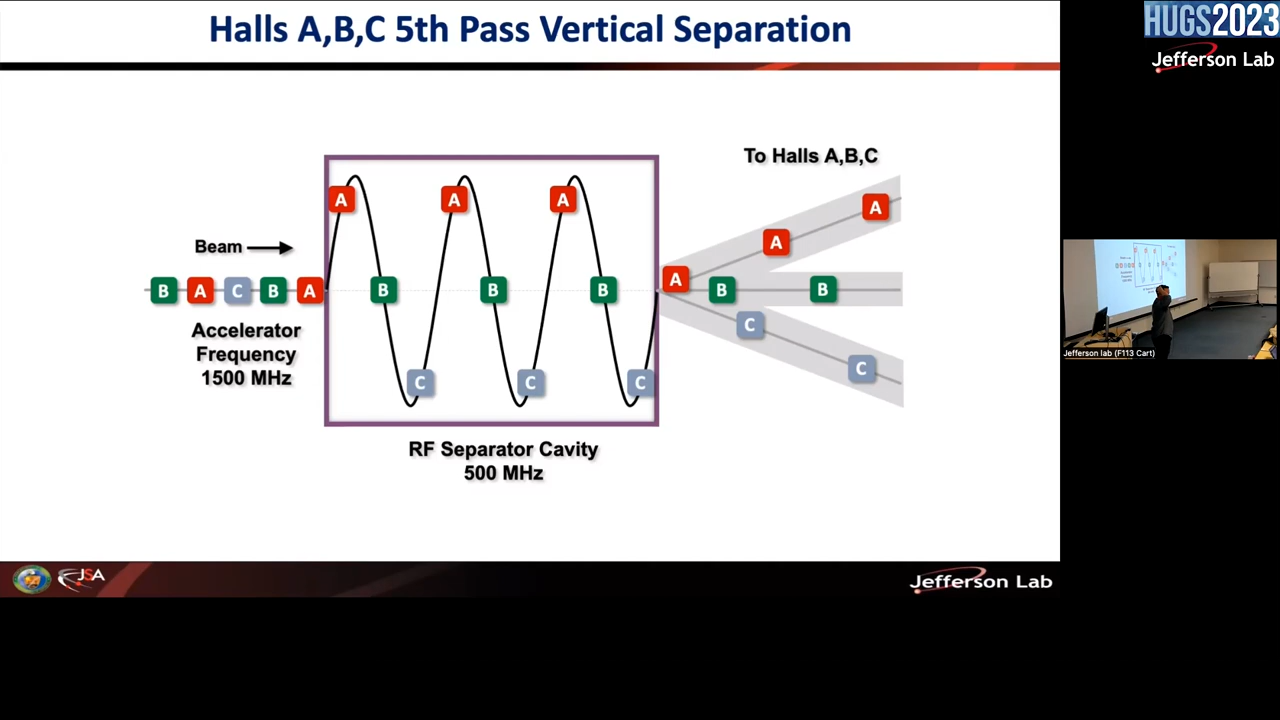 Halls A,B,C 5th Pass Vertical Separation
HUGS2023
Jefferson Lab
To Halls A,B,C
A A A
A
A
Beam
B A C B A
B B B
A
B
B
C
C
C C C
Accelerator
Frequency
1500 MHz
RF Separator Cavity
500 MHz
Jefferson lab (F113 Cart)
JSA
Jefferson Lab